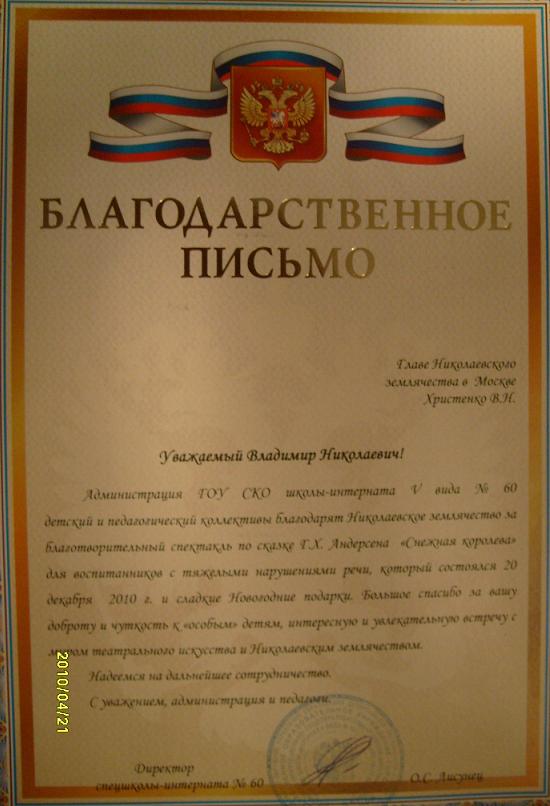 БЛАГОДАРСТВЕННОЕ
ПИСЬМО
Главе Николаевского
землячества в Москве
Христенко В.Н.
Уважаемый Владимир Николаевич!
Администрация ГОУ СКО школы-интерната V вида № 60
детский и педагогический коллективы благодарят Николаевское землячество за
благотворительный спектакль по сказке Г.Х. Андерсена «Снежная королева»
для воспитанников с тяжелыми нарушениями речи, который состоялся 20
декабря 2010 г. и сладкие Новогодние подарки. Большое спасибо за вашу
доброту и чуткость к «особым» детям, интересную и увлекательную встречу с
миром театрального искусства и Николаевским землячеством.
Надеемся на дальнейшее сотрудничество.
С уважением, администрация и педагоги.
Директор
спецшколы-интерната № 60
О.С. Лисунец
2010/04/21